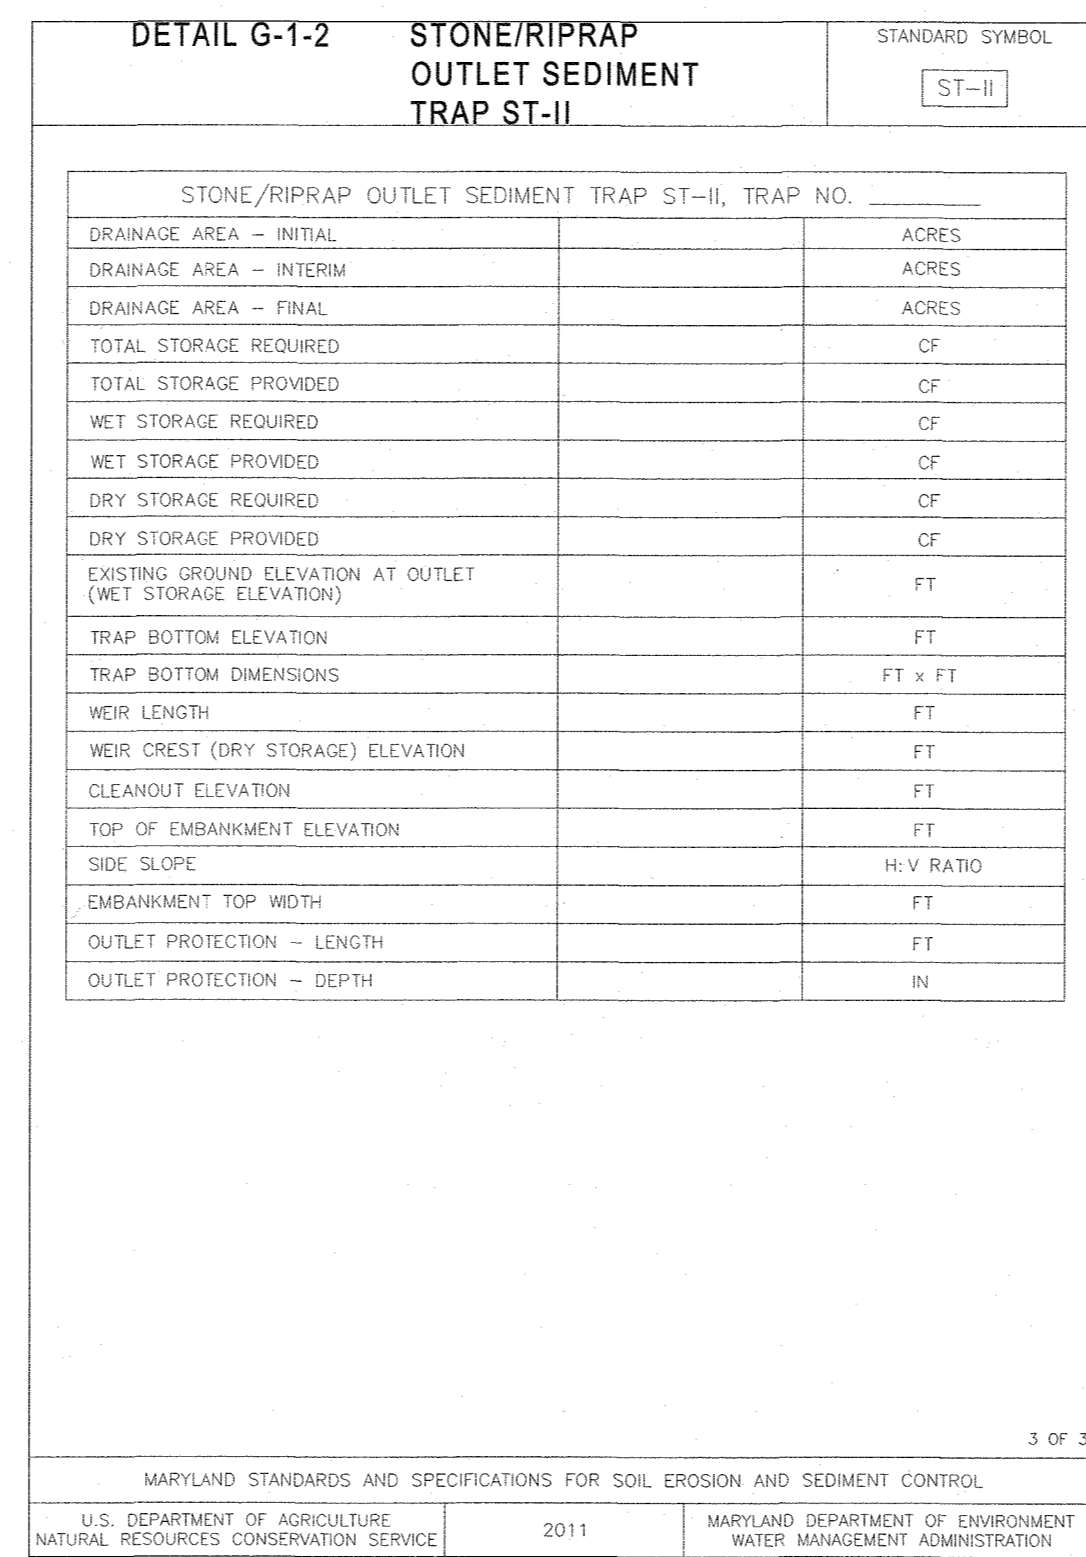 DETAIL G-1-2 STONE/RIPRAP
OUTLET SEDIMENT
TRAP ST-II
STANDARD SYMBOL
ST-II
STONE/RIPRAP OUTLET SEDIMENT TRAP ST-II, TRAP NO. ________
DRAINAGE AREA - INITIAL ACRES
DRAINAGE AREA - INTERIM ACRES
DRAINAGE AREA - FINAL ACRES
TOTAL STORAGE REQUIRED CF
TOTAL STORAGE PROVIDED CF
WET STORAGE REQUIRED CF
WET STORAGE PROVIDED CF
DRY STORAGE REQUIRED CF
DRY STORAGE PROVIDED CF
EXISTING GROUND ELEVATION AT OUTLET
(WET STORAGE ELEVATION) FT
TRAP BOTTOM ELEVATION FT
TRAP BOTTOM DIMENSIONS FT x FT
WEIR LENGTH FT
WEIR CREST (DRY STORAGE) ELEVATION FT
CLEANOUT ELEVATION FT
TOP OF EMBANKMENT ELEVATION FT
SIDE SLOPE H:V RATIO
EMBANKMENT TOP WIDTH FT
OUTLET PROTECTION - LENGTH FT
OUTLET PROTECTION - DEPTH IN
3 OF 3
MARYLAND STANDARDS AND SPECIFICATIONS FOR SOIL EROSION AND SEDIMENT CONTROL
U.S. DEPARTMENT OF AGRICULTURE
NATURAL RESOURCES CONSERVATION SERVICE
2011
MARYLAND DEPARTMENT OF ENVIRONMENT
WATER MANAGEMENT ADMINISTRATION